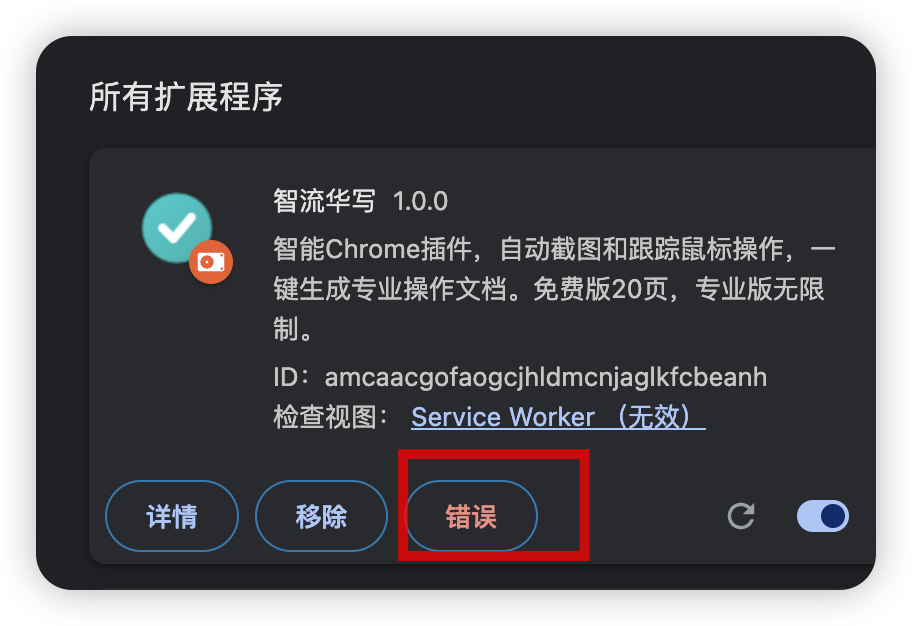 所有扩展程序
智流华写 1.0.0
智能Chrome插件，自动截图和跟踪鼠标操作，一
键生成专业操作文档。免费版20页，专业版无限
制。
ID：amcaacgofaogcjhldmcnjaglkfcbeanh
检查视图： Service Worker （无效）
详情 移除 错误